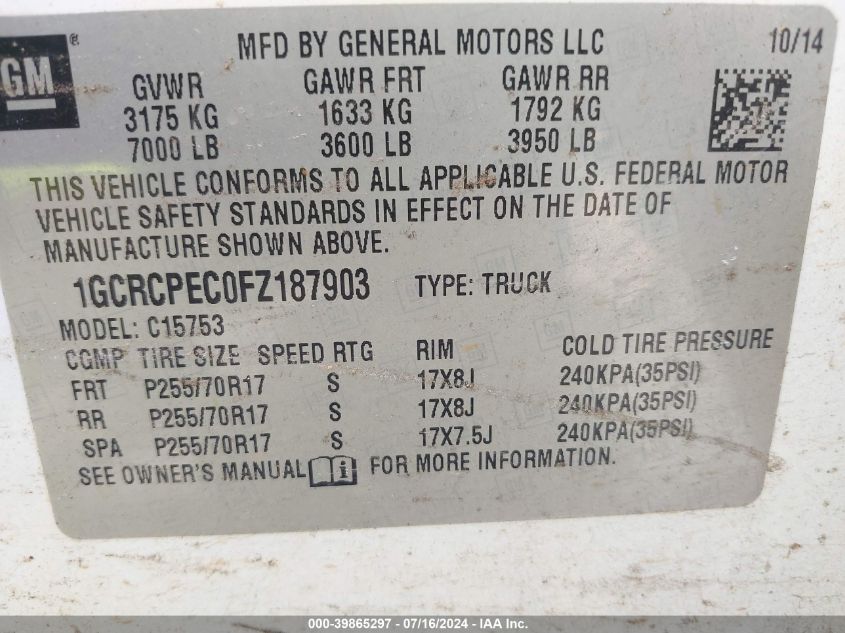 GM ®
MFD BY GENERAL MOTORS LLC 10/14
GVWR GAWR FRT GAWR RR
3175 KG 1633 KG 1792 KG
7000 LB 3600 LB 3950 LB
THIS VEHICLE CONFORMS TO ALL APPLICABLE U.S. FEDERAL MOTOR
VEHICLE SAFETY STANDARDS IN EFFECT ON THE DATE OF
MANUFACTURE SHOWN ABOVE.
1GCRCPEC0FZ187903 TYPE: TRUCK
MODEL: C15753
CGMP TIRE SIZE SPEED RTG RIM COLD TIRE PRESSURE
FRT P255/70R17 S 17X8J 240KPA(35PSI)
RR P255/70R17 S 17X8J 240KPA(35PSI)
SPA P255/70R17 S 17X7.5J 240KPA(35PSI)
SEE OWNER'S MANUAL FOR MORE INFORMATION.
000-39865297 - 07/16/2024 - IAAI.COM